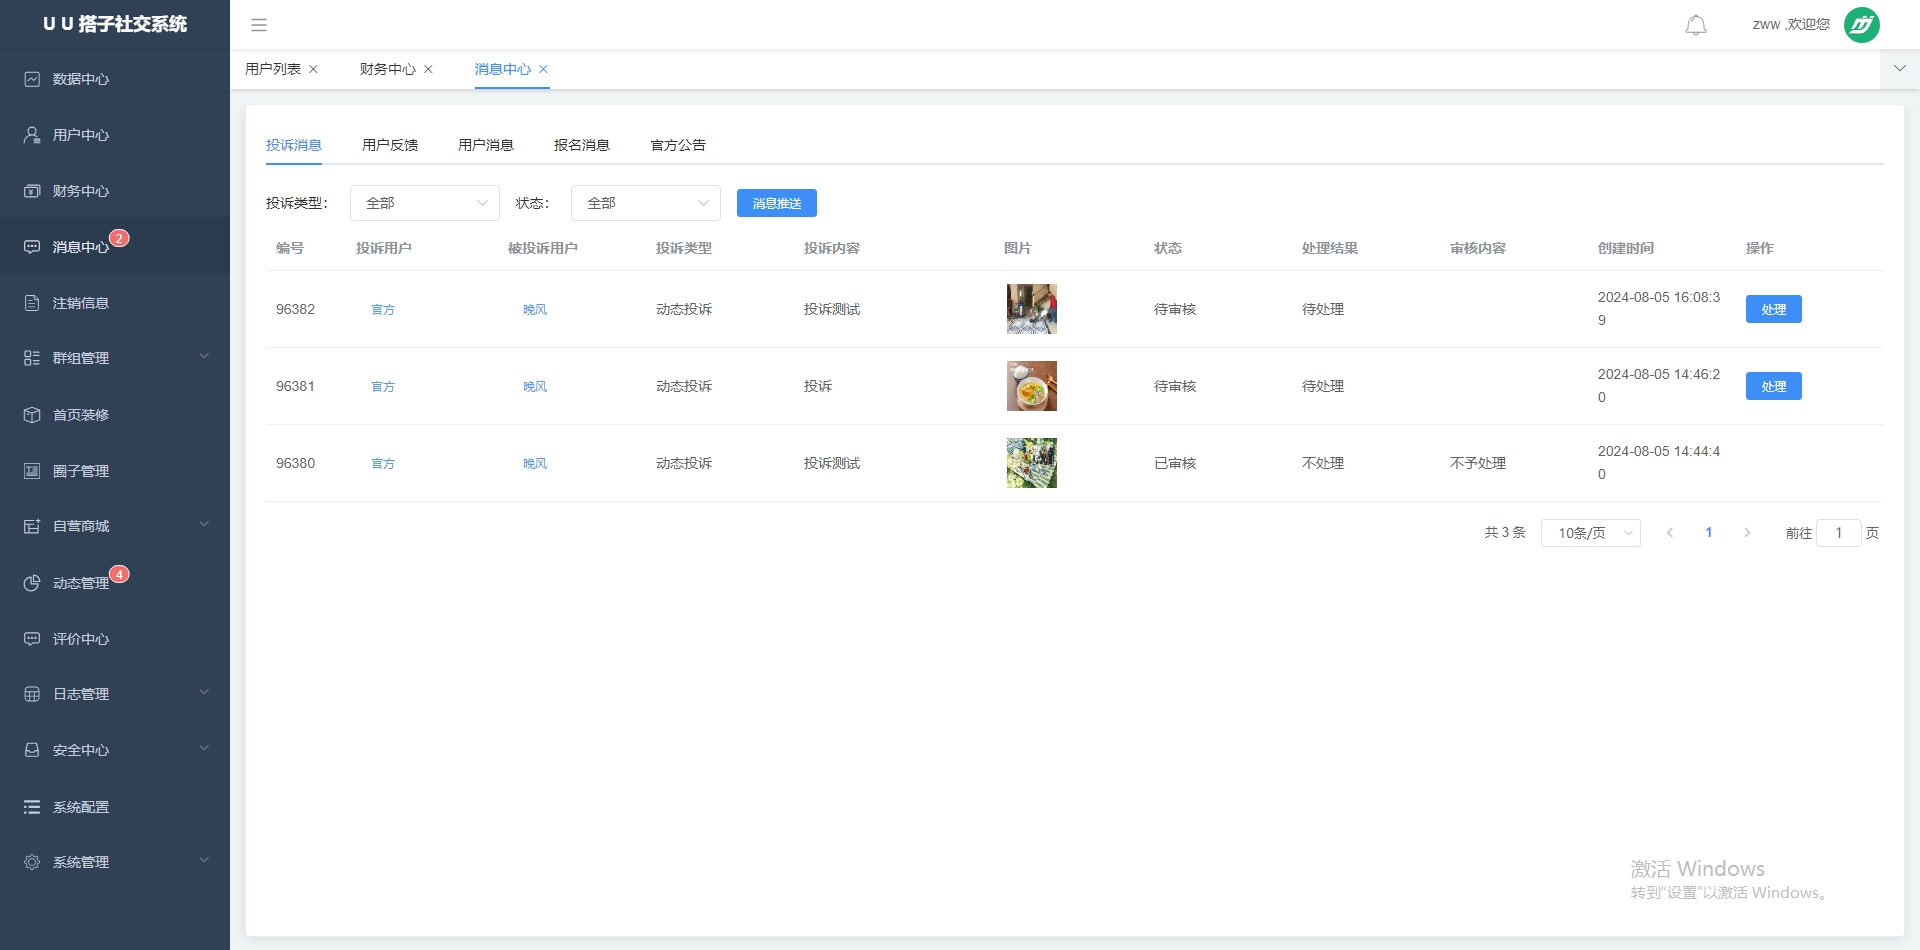 U U 搭子社交系统
数据中心
用户中心
财务中心
消息中心 2
注销信息
群组管理
首页装修
圈子管理
自营商城
动态管理 4
评价中心
日志管理
安全中心
系统配置
系统管理
zww ,欢迎您
用户列表 财务中心 消息中心
投诉消息 用户反馈 用户消息 报名消息 官方公告
投诉类型： 全部 状态： 全部 消息推送
编号 投诉用户 被投诉用户 投诉类型 投诉内容 图片 状态 处理结果 审核内容 创建时间 操作
96382 官方 晚风 动态投诉 投诉测试 待审核 待处理 2024-08-05 16:08:3
9 处理
96381 官方 晚风 动态投诉 投诉 待审核 待处理 2024-08-05 14:46:2
0 处理
96380 官方 晚风 动态投诉 投诉测试 已审核 不处理 不予处理 2024-08-05 14:44:4
0
共 3 条 10条/页 1 前往 1 页
激活 Windows
转到"设置"以激活 Windows。